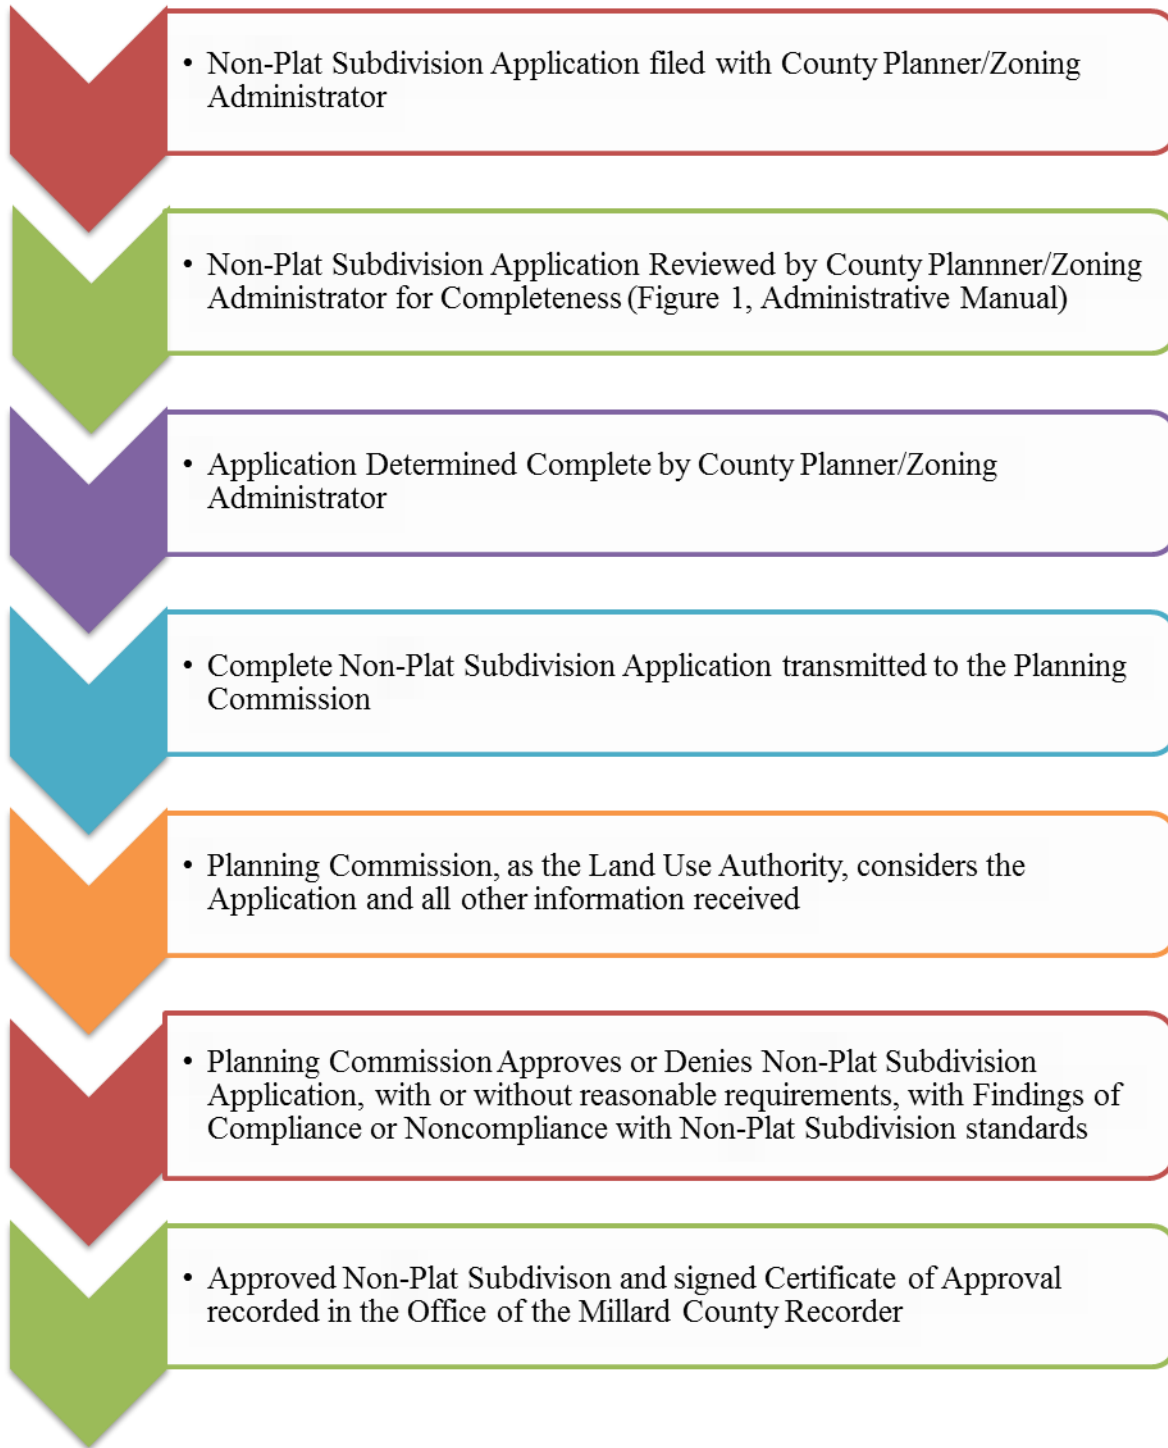 • Non-Plat Subdivision Application filed with County Planner/Zoning
Administrator
• Non-Plat Subdivision Application Reviewed by County Plannner/Zoning
Administrator for Completeness (Figure 1, Administrative Manual)
• Application Determined Complete by County Planner/Zoning
Administrator
• Complete Non-Plat Subdivision Application transmitted to the Planning
Commission
• Planning Commission, as the Land Use Authority, considers the
Application and all other information received
• Planning Commission Approves or Denies Non-Plat Subdivision
Application, with or without reasonable requirements, with Findings of
Compliance or Noncompliance with Non-Plat Subdivision standards
• Approved Non-Plat Subdivison and signed Certificate of Approval
recorded in the Office of the Millard County Recorder